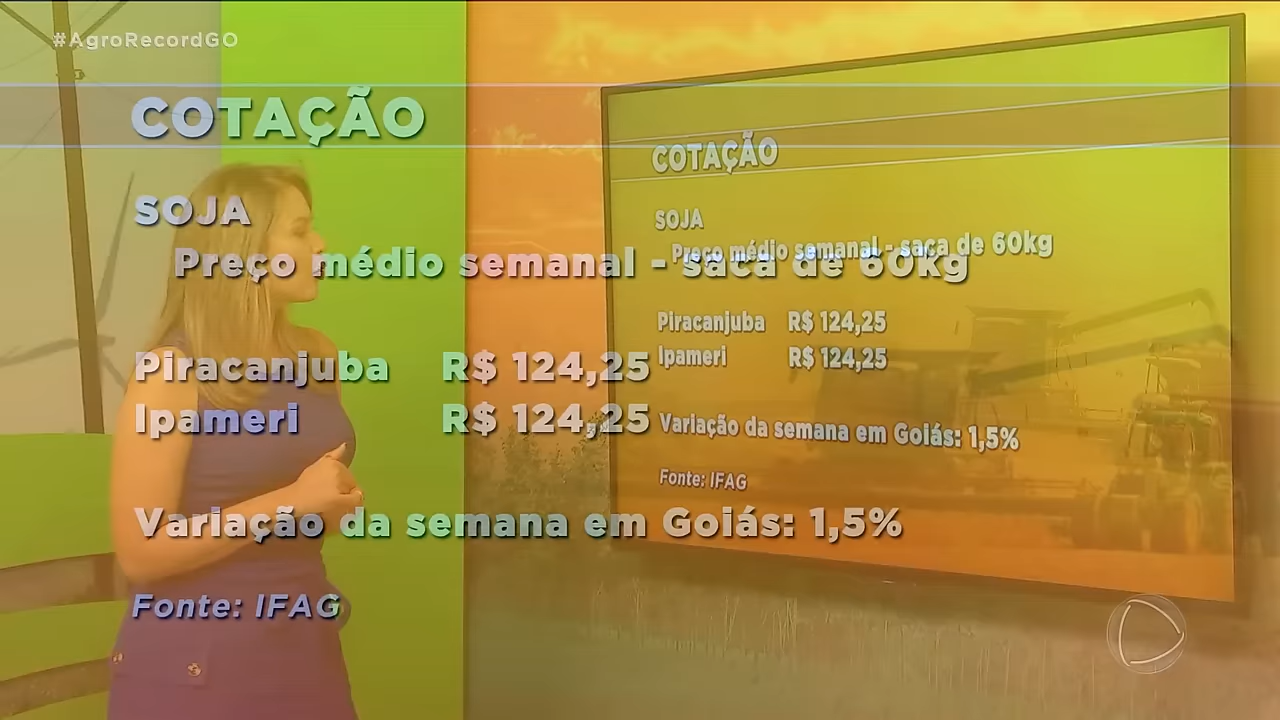 #AgroRecordGO
COTAÇÃO
SOJA
Preço médio semanal - saca de 60kg
Piracanjuba R$ 124,25
Ipameri R$ 124,25
Variação da semana em Goiás: 1,5%
Fonte: IFAG
COTAÇÃO
SOJA
Preço médio semanal - saca de 60kg
Piracanjuba R$ 124,25
Ipameri R$ 124,25
Variação da semana em Goiás: 1,5%
Fonte: IFAG